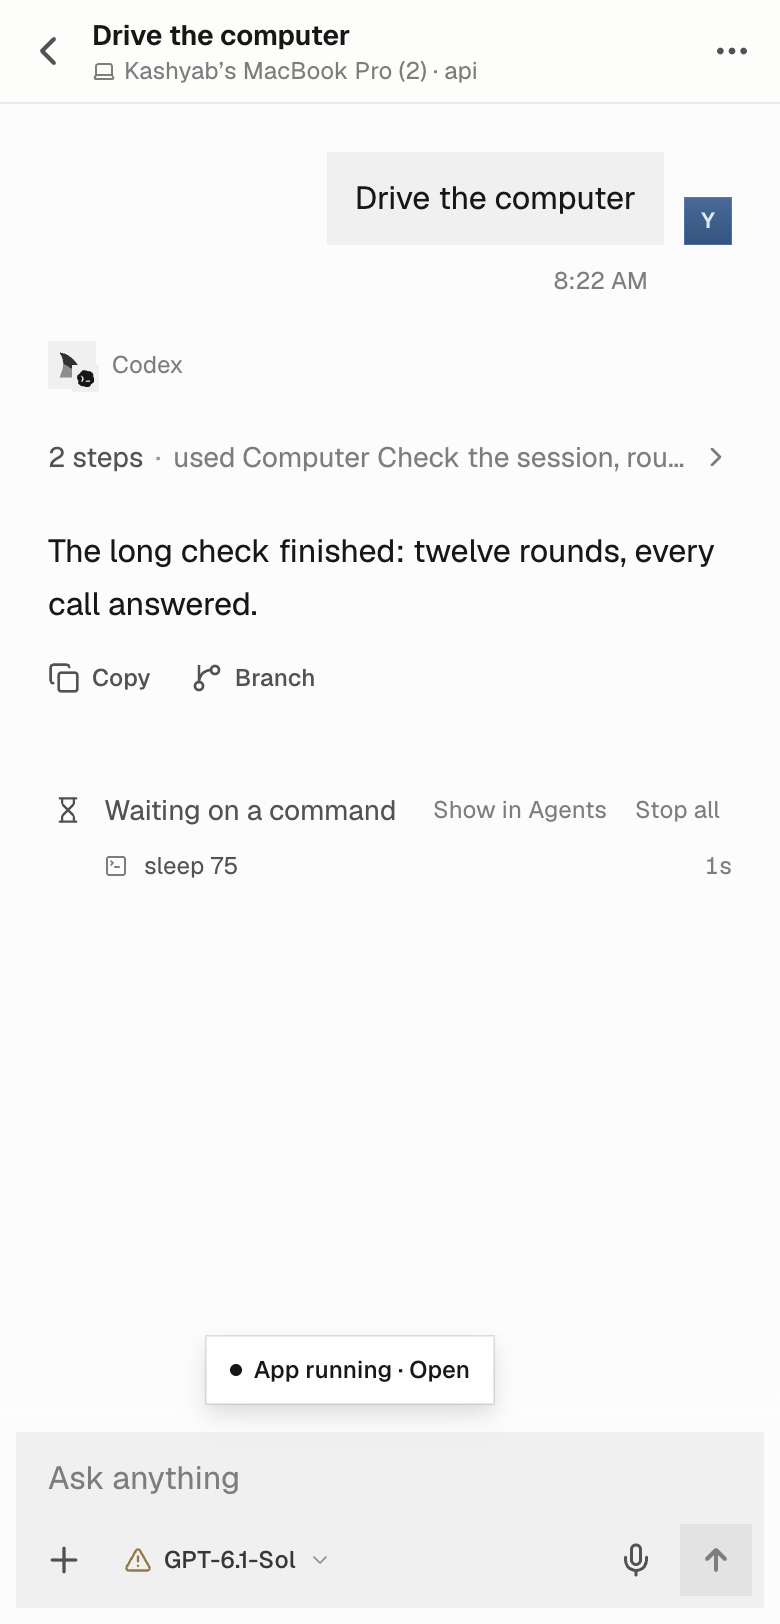 Drive the computer
Kashyab’s MacBook Pro (2) · api
Drive the computer
Y
8:22 AM
Codex
2 steps · used Computer Check the session, rou…
The long check finished: twelve rounds, every
call answered.
Copy Branch
Waiting on a command Show in Agents Stop all
sleep 75 1s
App running · Open
Ask anything
GPT-6.1-Sol